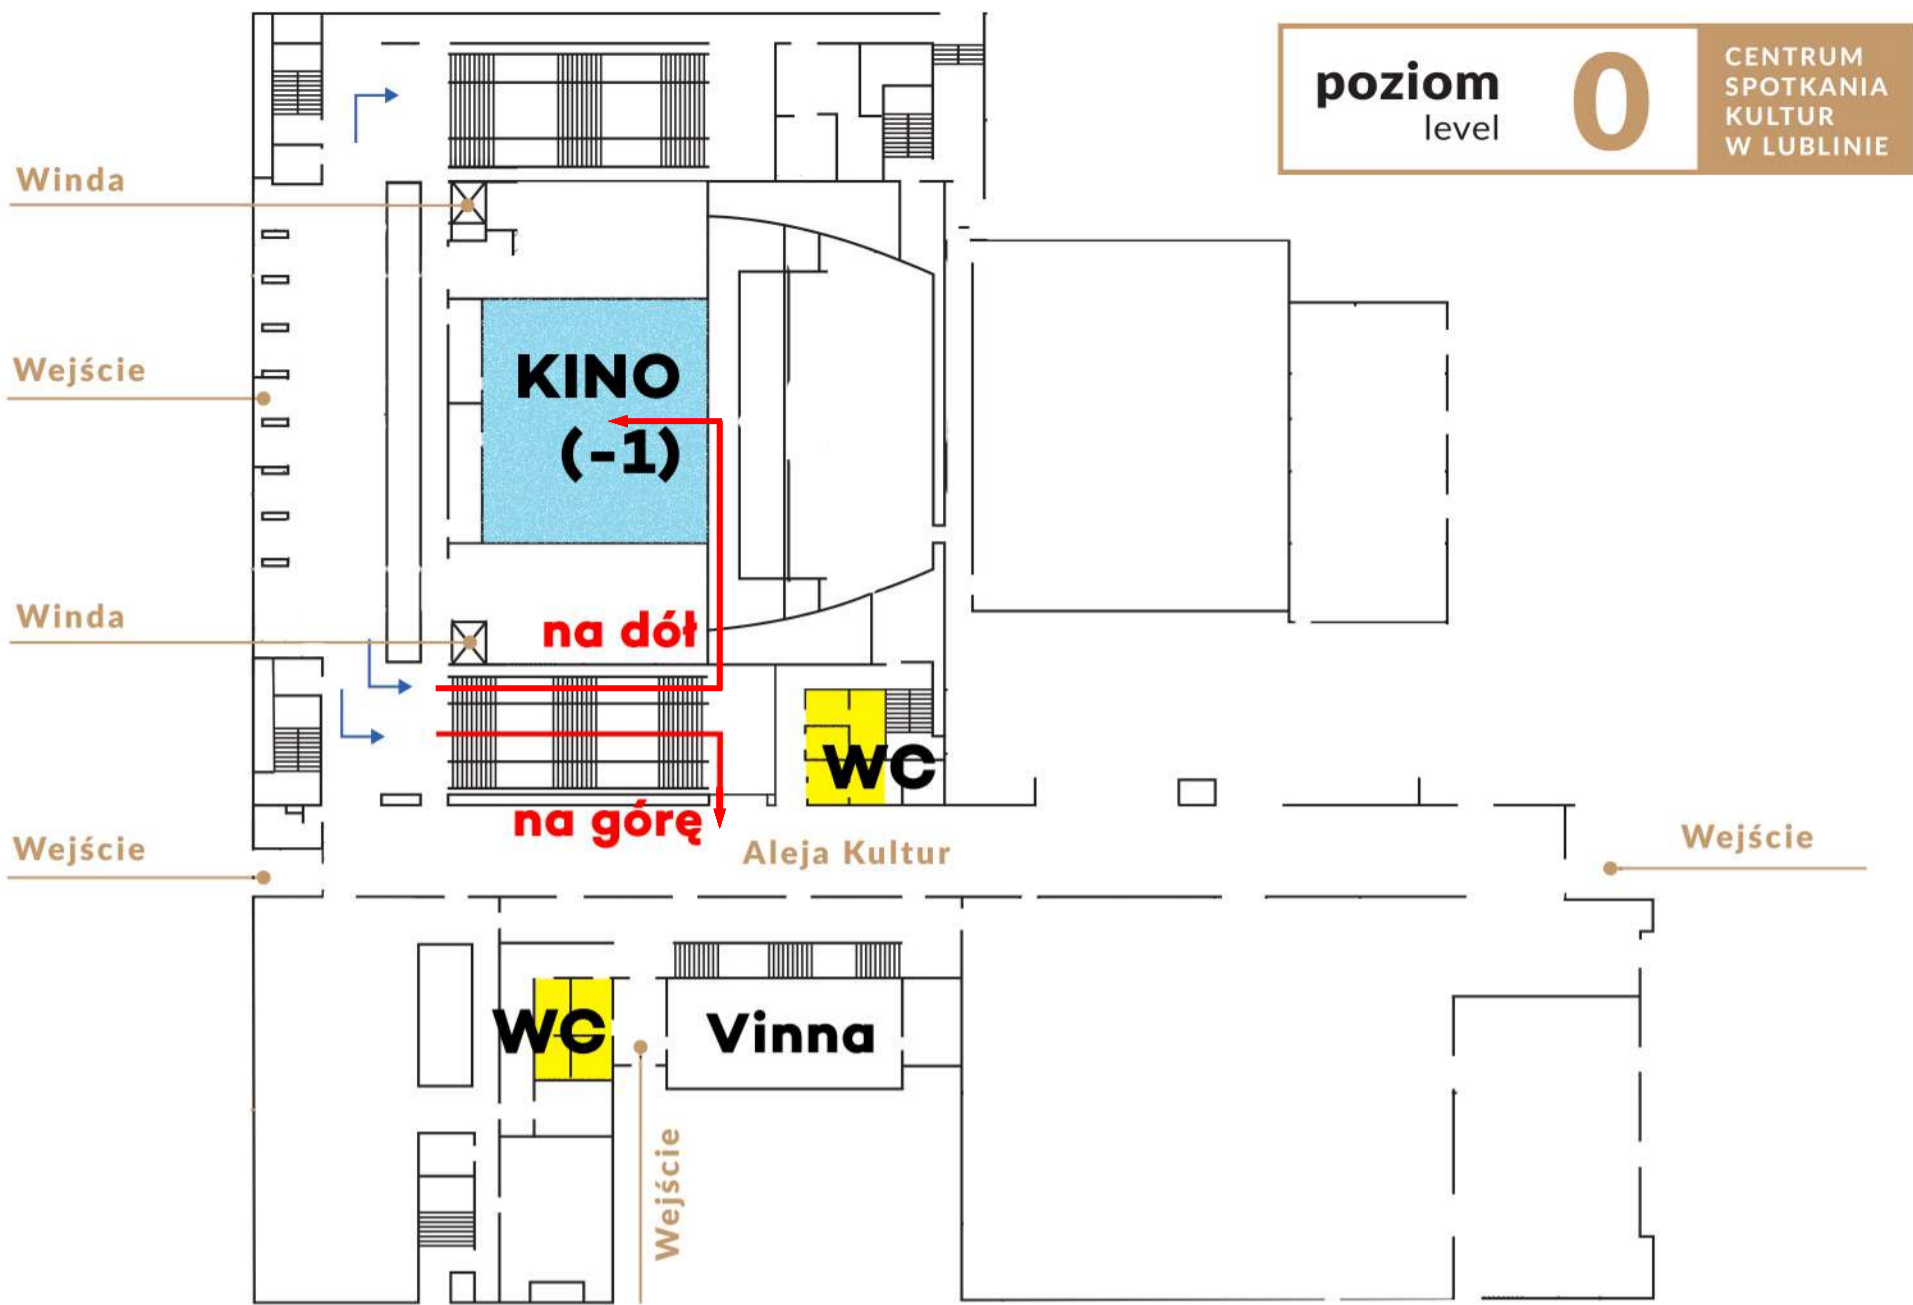 poziom
level
0
CENTRUM
SPOTKANIA
KULTUR
W LUBLINIE
Winda
Wejście
KINO
(-1)
Winda
na dół
WC
na górę
Wejście
Aleja Kultur
Wejście
WC
Vinna
Wejście